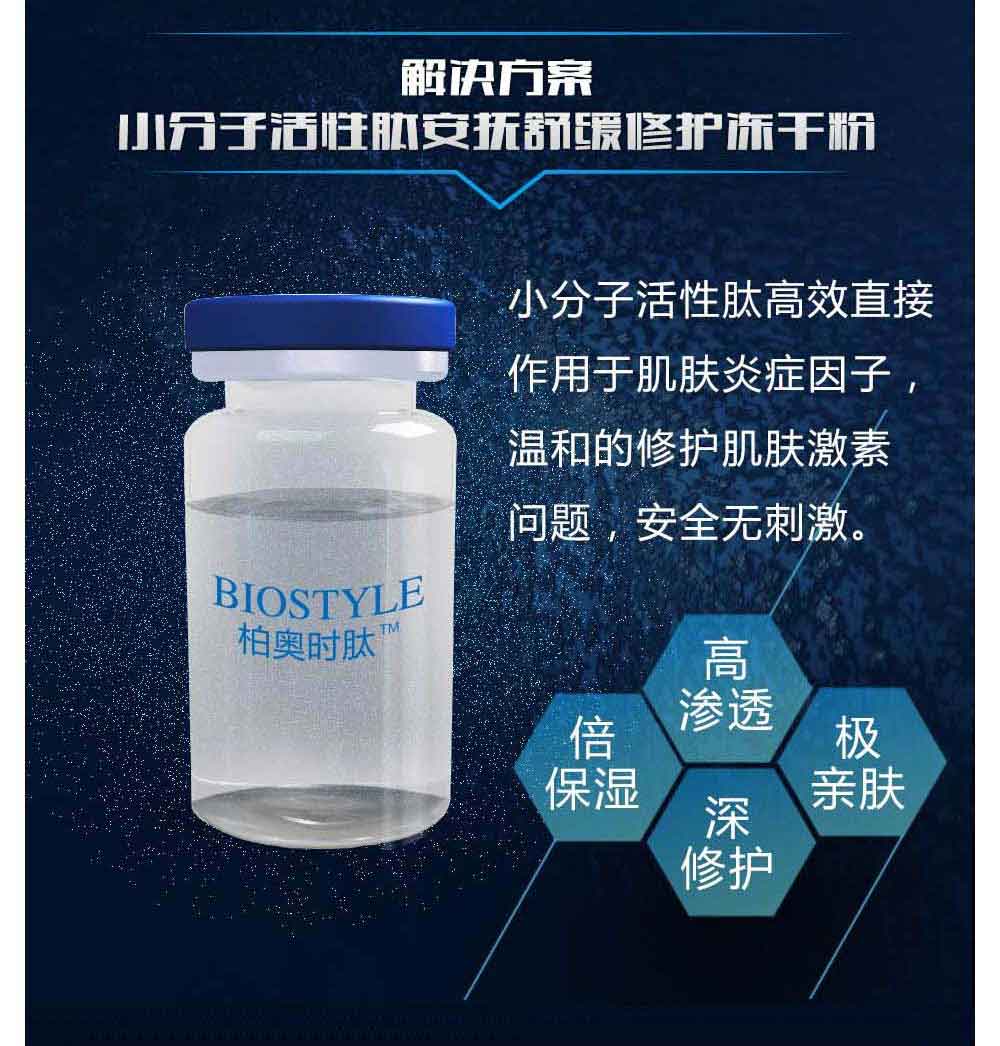 解决方案
小分子活性肽安抚舒缓修护冻干粉
小分子活性肽高效直接
作用于肌肤炎症因子，
温和的修护肌肤激素
问题，安全无刺激。
BIOSTYLE
柏奥时肽™
高
渗透
倍
保湿
极
亲肤
深
修护